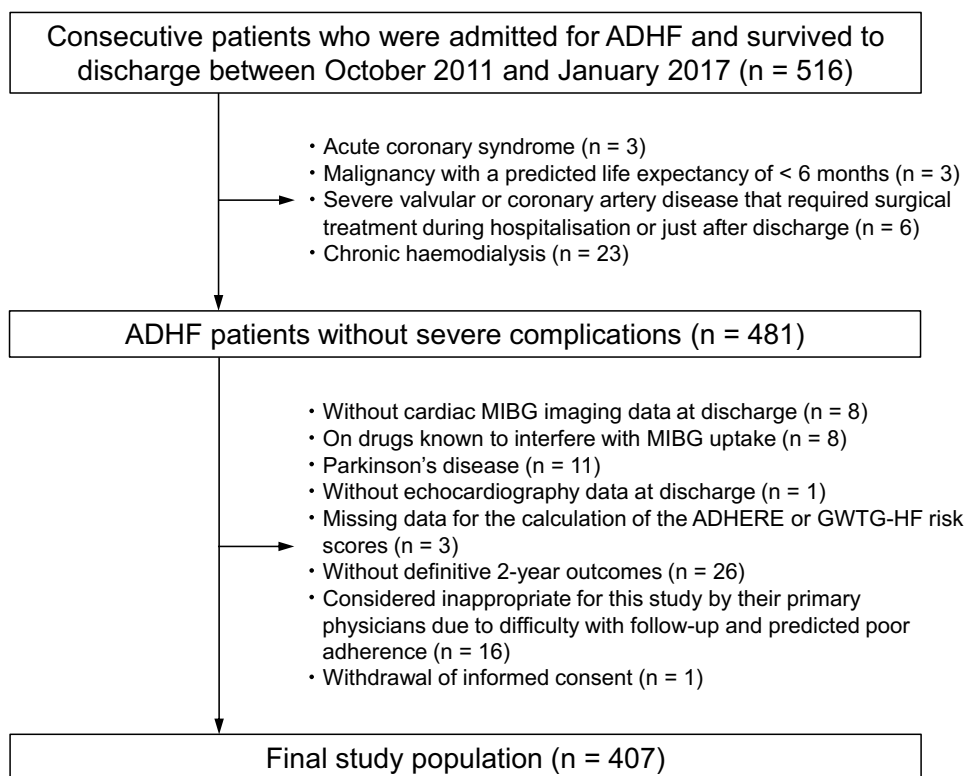 Consecutive patients who were admitted for ADHF and survived to
discharge between October 2011 and January 2017 (n = 516)
・Acute coronary syndrome (n = 3)
・Malignancy with a predicted life expectancy of < 6 months (n = 3)
・Severe valvular or coronary artery disease that required surgical
treatment during hospitalisation or just after discharge (n = 6)
・Chronic haemodialysis (n = 23)
ADHF patients without severe complications (n = 481)
・Without cardiac MIBG imaging data at discharge (n = 8)
・On drugs known to interfere with MIBG uptake (n = 8)
・Parkinson's disease (n = 11)
・Without echocardiography data at discharge (n = 1)
・Missing data for the calculation of the ADHERE or GWTG-HF risk
scores (n = 3)
・Without definitive 2-year outcomes (n = 26)
・Considered inappropriate for this study by their primary
physicians due to difficulty with follow-up and predicted poor
adherence (n = 16)
・Withdrawal of informed consent (n = 1)
Final study population (n = 407)